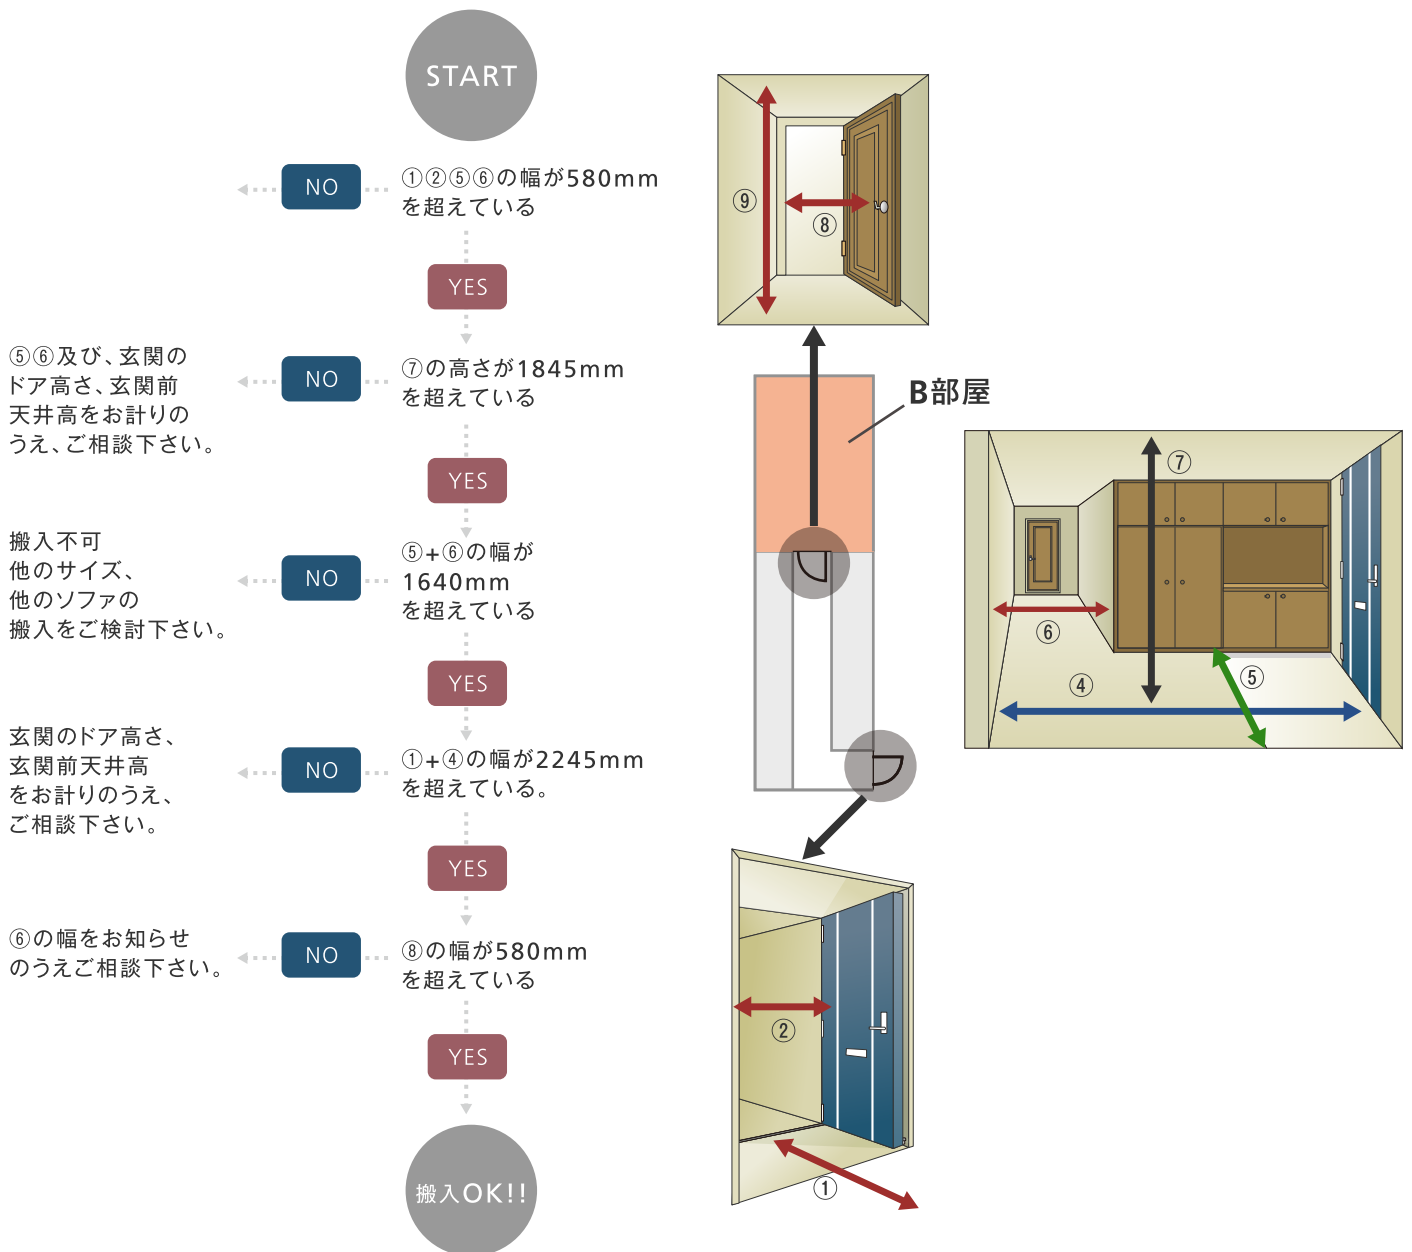 START
①②⑤⑥の幅が580mm
を超えている
NO
YES
⑦の高さが1845mm
を超えている
NO
⑤⑥及び、玄関の
ドア高さ、玄関前
天井高をお計りの
うえ、ご相談下さい。
YES
⑤+⑥の幅が
1640mm
を超えている
NO
搬入不可
他のサイズ、
他のソファの
搬入をご検討下さい。
YES
①+④の幅が2245mm
を超えている。
NO
玄関のドア高さ、
玄関前天井高
をお計りのうえ、
ご相談下さい。
YES
⑧の幅が580mm
を超えている
NO
⑥の幅をお知らせ
のうえご相談下さい。
YES
搬入OK!!
⑨
⑧
B部屋
⑦
⑥
④
⑤
②
①